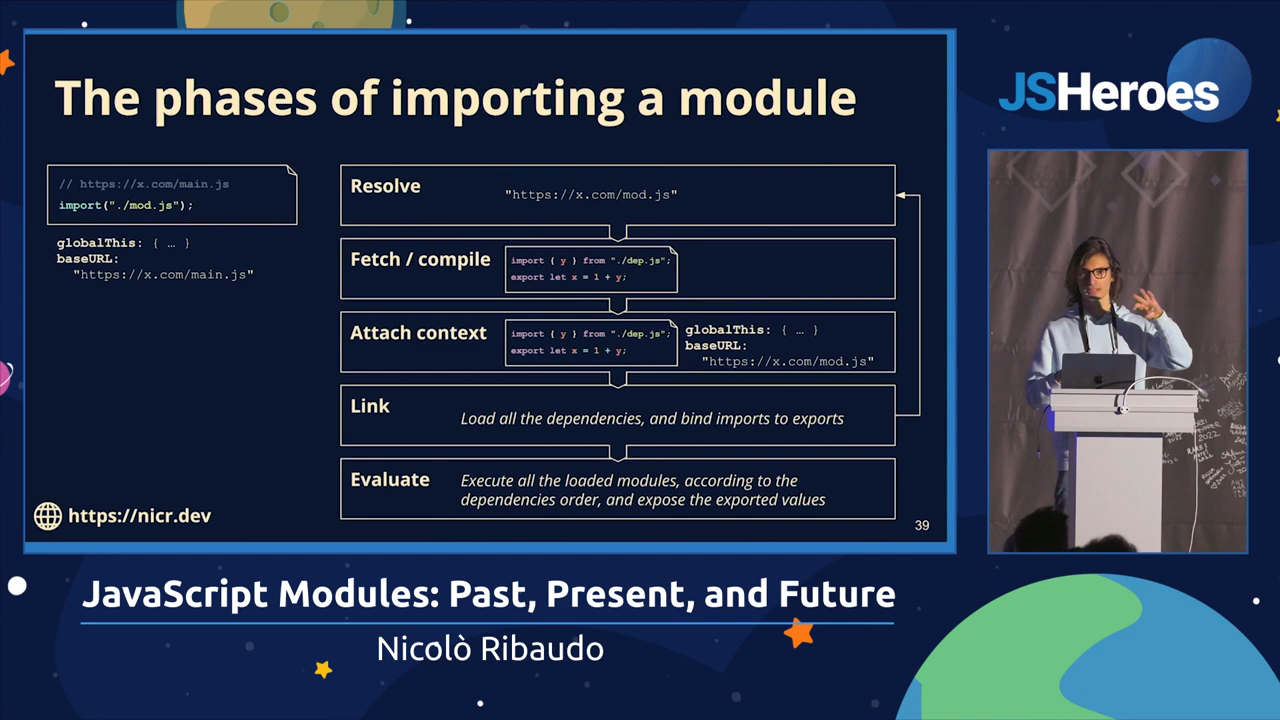 The phases of importing a module
// https://x.com/main.js
import("./mod.js");
globalThis: { … }
baseURL:
"https://x.com/main.js"
Resolve
"https://x.com/mod.js"
Fetch / compile
import { y } from "./dep.js";
export let x = 1 + y;
Attach context
import { y } from "./dep.js";
export let x = 1 + y;
globalThis: { … }
baseURL:
"https://x.com/mod.js"
Link
Load all the dependencies, and bind imports to exports
Evaluate
Execute all the loaded modules, according to the
dependencies order, and expose the exported values
https://nicr.dev
39
JSHeroes
2022
JavaScript Modules: Past, Present, and Future
Nicolò Ribaudo